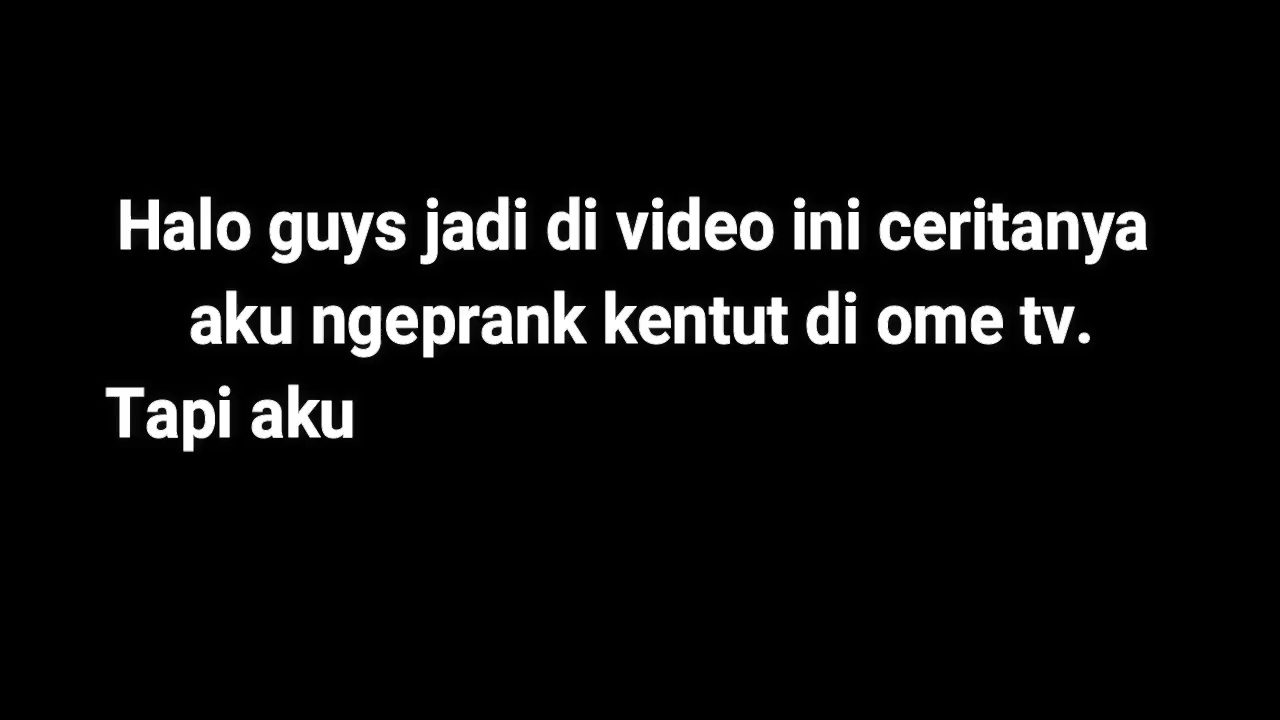 Halo guys jadi di video ini ceritanya
aku ngeprank kentut di ome tv.
Tapi aku